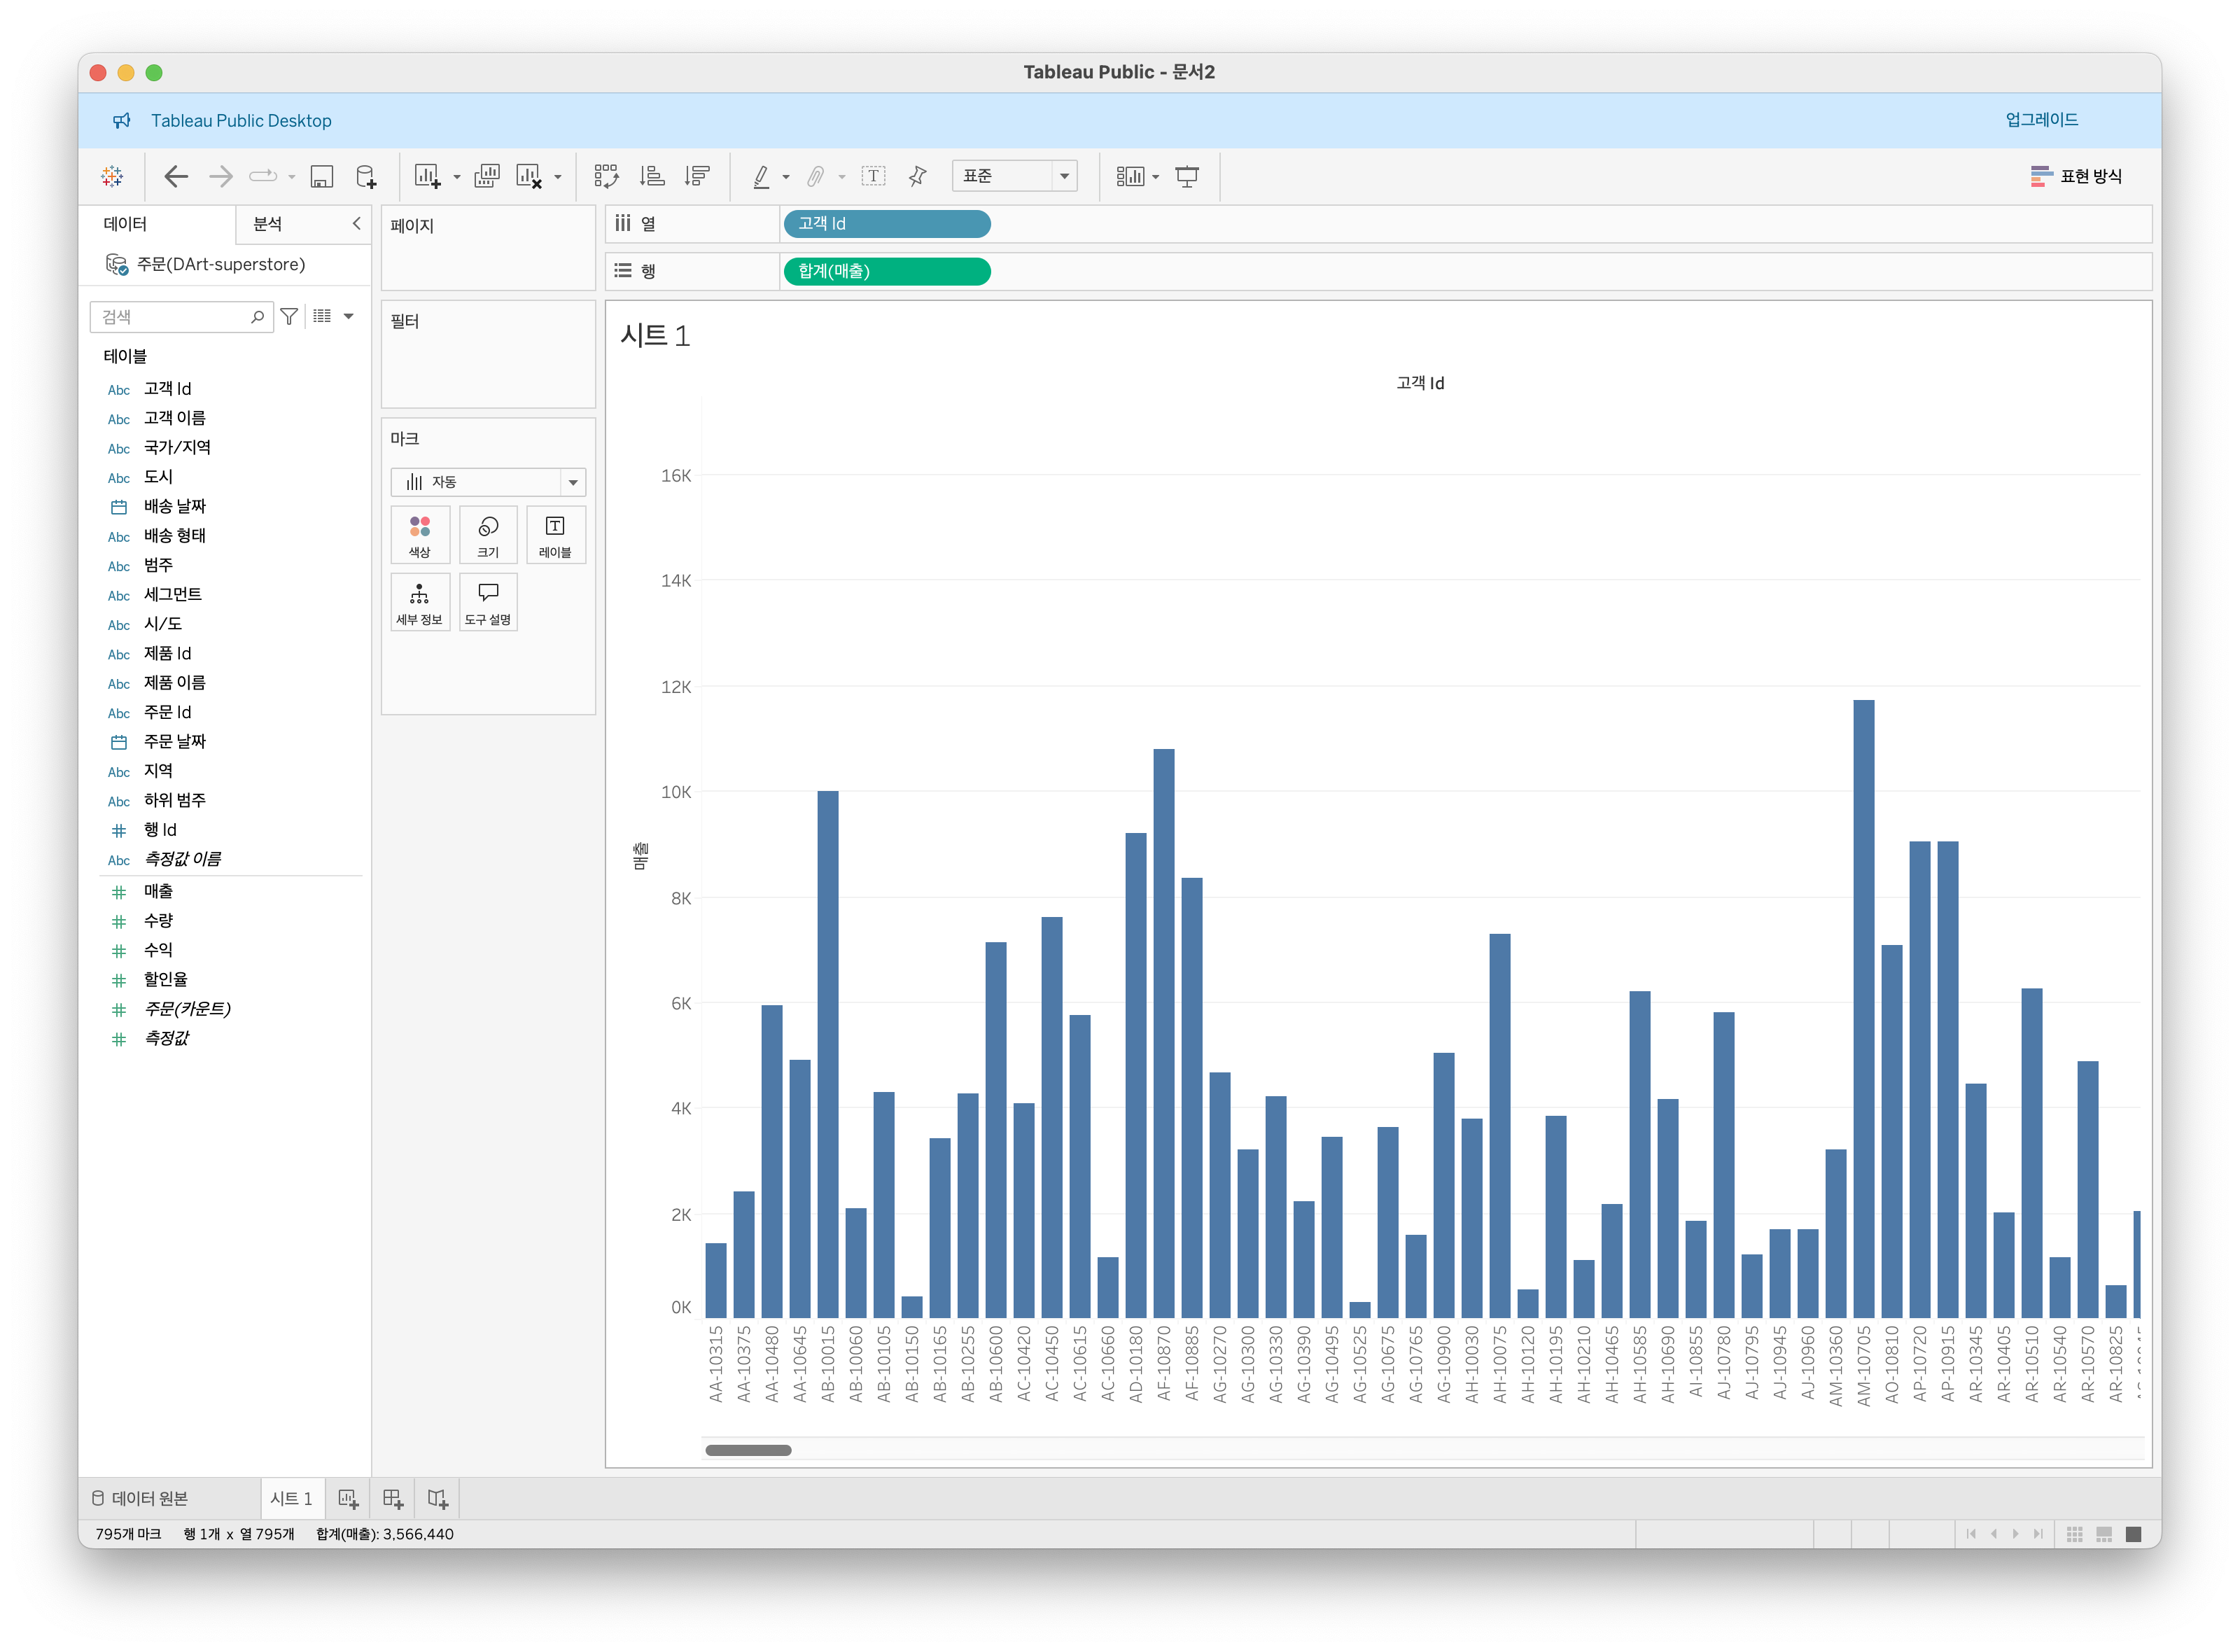 Tableau Public - 문서2
Tableau Public Desktop
업그레이드
표준
표현 방식
데이터
분석
주문(DArt-superstore)
검색
테이블
Abc 고객 Id
Abc 고객 이름
Abc 국가/지역
Abc 도시
배송 날짜
Abc 배송 형태
Abc 범주
Abc 세그먼트
Abc 시/도
Abc 제품 Id
Abc 제품 이름
Abc 주문 Id
주문 날짜
Abc 지역
Abc 하위 범주
# 행 Id
Abc 측정값 이름
# 매출
# 수량
# 수익
# 할인율
# 주문(카운트)
# 측정값
페이지
필터
마크
자동
색상
크기
레이블
세부 정보
도구 설명
열
고객 Id
행
합계(매출)
시트 1
고객 Id
매출
16K
14K
12K
10K
8K
6K
4K
2K
0K
AA-10315
AA-10375
AA-10480
AA-10645
AB-10015
AB-10060
AB-10105
AB-10150
AB-10165
AB-10255
AB-10600
AC-10420
AC-10450
AC-10615
AC-10660
AD-10180
AF-10870
AF-10885
AG-10270
AG-10300
AG-10330
AG-10390
AG-10495
AG-10525
AG-10675
AG-10765
AG-10900
AH-10030
AH-10075
AH-10120
AH-10195
AH-10210
AH-10465
AH-10585
AH-10690
AI-10855
AJ-10780
AJ-10795
AJ-10945
AJ-10960
AM-10360
AM-10705
AO-10810
AP-10720
AP-10915
AR-10345
AR-10405
AR-10510
AR-10540
AR-10570
AR-10825
데이터 원본
시트 1
795개 마크
행 1개 x 열 795개
합계(매출): 3,566,440